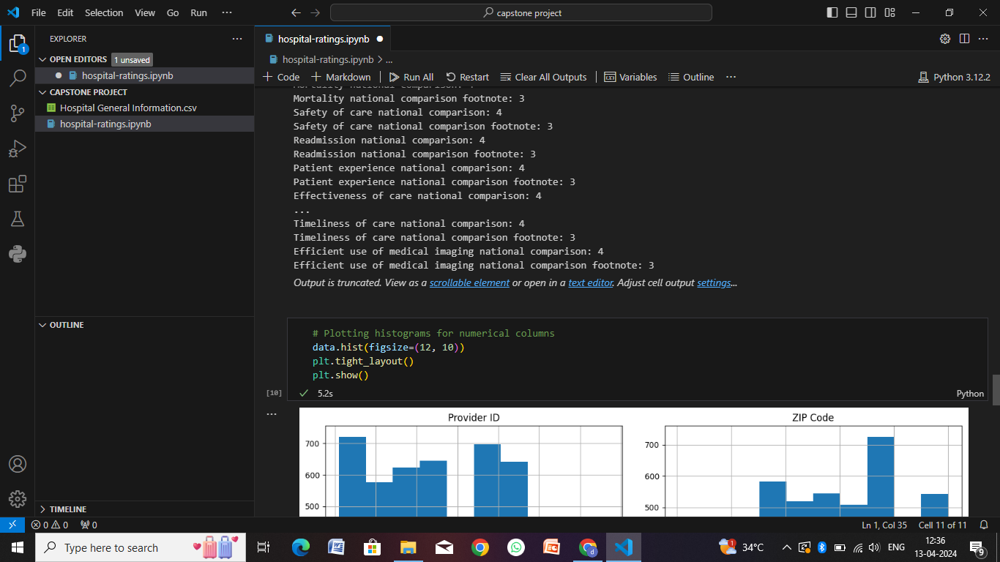 File Edit Selection View Go Run ···
capstone project
EXPLORER ···
OPEN EDITORS 1 unsaved
hospital-ratings.ipynb
CAPSTONE PROJECT
Hospital General Information.csv
hospital-ratings.ipynb
OUTLINE
TIMELINE
1
hospital-ratings.ipynb
hospital-ratings.ipynb > ...
+ Code + Markdown Run All Restart Clear All Outputs Variables Outline ··· Python 3.12.2
Mortality national comparison footnote: 3
Safety of care national comparison: 4
Safety of care national comparison footnote: 3
Readmission national comparison: 4
Readmission national comparison footnote: 3
Patient experience national comparison: 4
Patient experience national comparison footnote: 3
Effectiveness of care national comparison: 4
...
Timeliness of care national comparison: 4
Timeliness of care national comparison footnote: 3
Efficient use of medical imaging national comparison: 4
Efficient use of medical imaging national comparison footnote: 3
Output is truncated. View as a scrollable element or open in a text editor. Adjust cell output settings...
# Plotting histograms for numerical columns
data.hist(figsize=(12, 10))
plt.tight_layout()
plt.show()
[10] 5.2s Python
...
Provider ID ZIP Code
700 700
600 600
500 500
0 0 0 Ln 1, Col 35 Cell 11 of 11
Type here to search 1 34°C ENG 12:36
13-04-2024 9